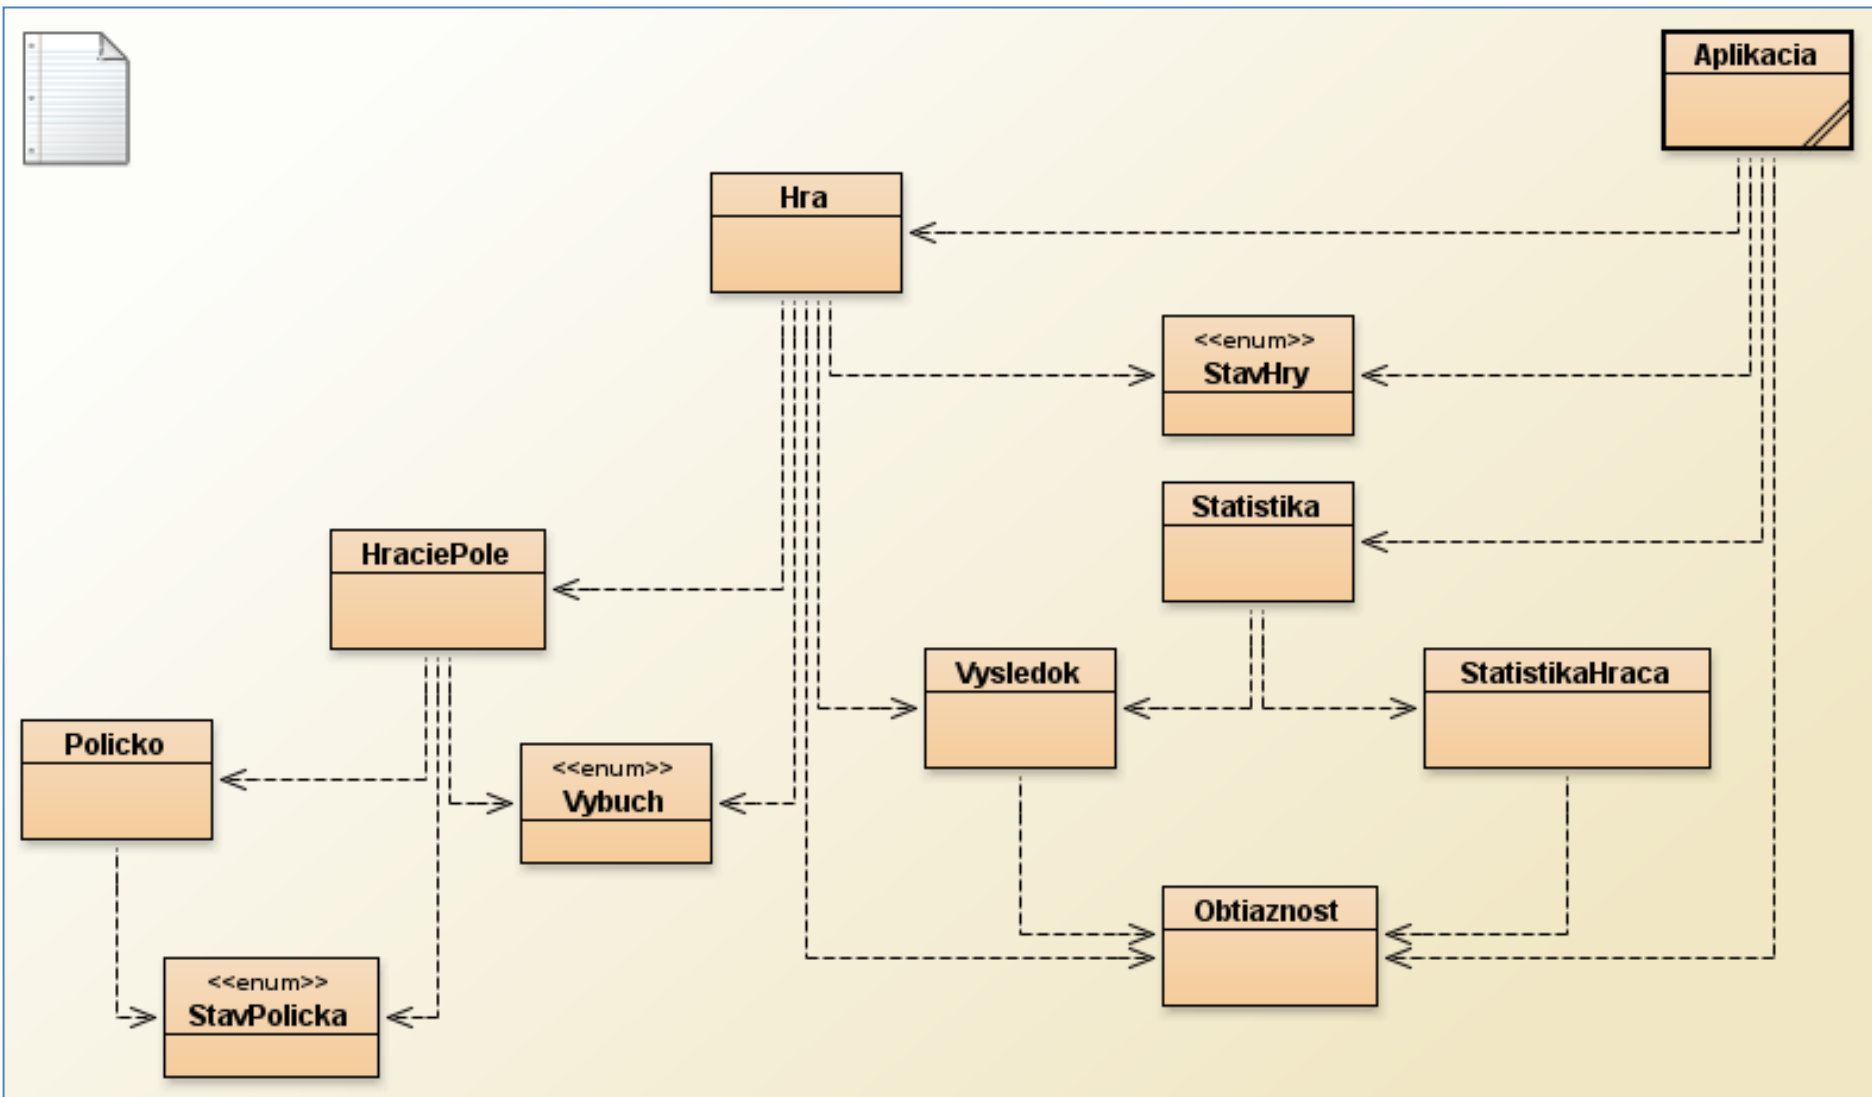 Aplikacia
Hra
<<enum>>
StavHry
Statistika
HraciePole
Vysledok
StatistikaHraca
Policko
<<enum>>
Vybuch
Obtiaznost
<<enum>>
StavPolicka